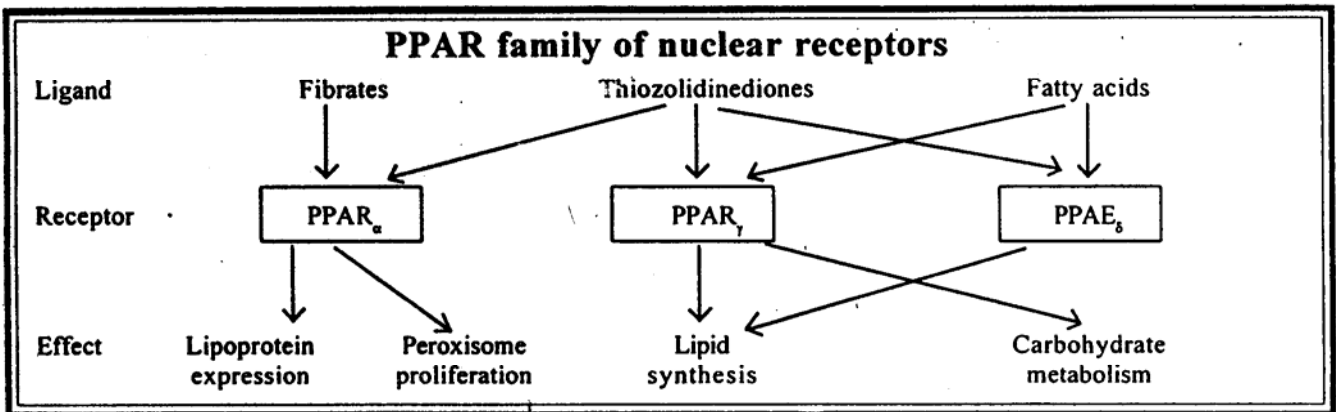 PPAR family of nuclear receptors
Ligand Fibrates Thiozolidinediones Fatty acids
Receptor PPARα PPARγ PPAEδ
Effect Lipoprotein expression Peroxisome proliferation Lipid synthesis Carbohydrate metabolism